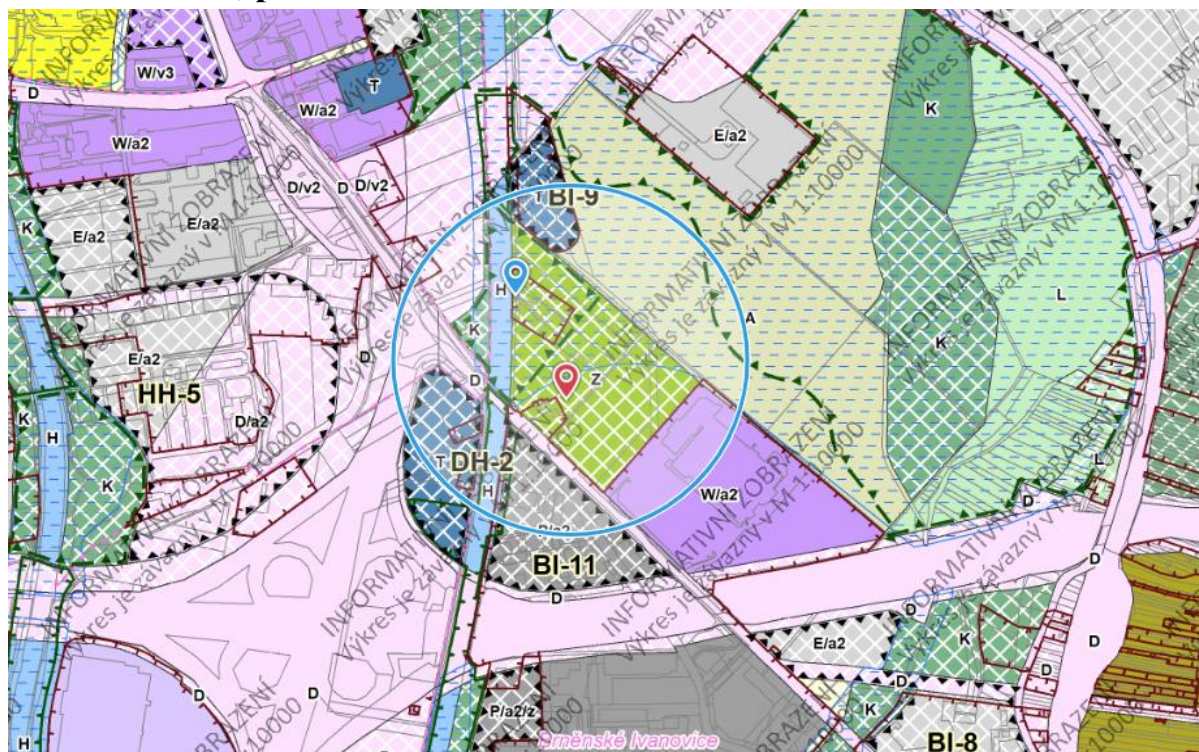 W/v3
D
W/a2
T
W/a2
D/v2
D
D/v2
E/a2
K
K
E/a2
E/a2
T
BI-9
H
K
A
K
L
E/a2
HH-5
D
D
Z
D/a2
K
H
K
T
DH-2
H
W/a2
L
BI-11
D
D
D
D
E/a2
K
D
D
D
D
D
K
P/a2/z
BI-8
H
Brněnské Ivanovice
INFORMATIVNÍ ZOBRAZENÍ
Výkres je závazný v M 1:10000